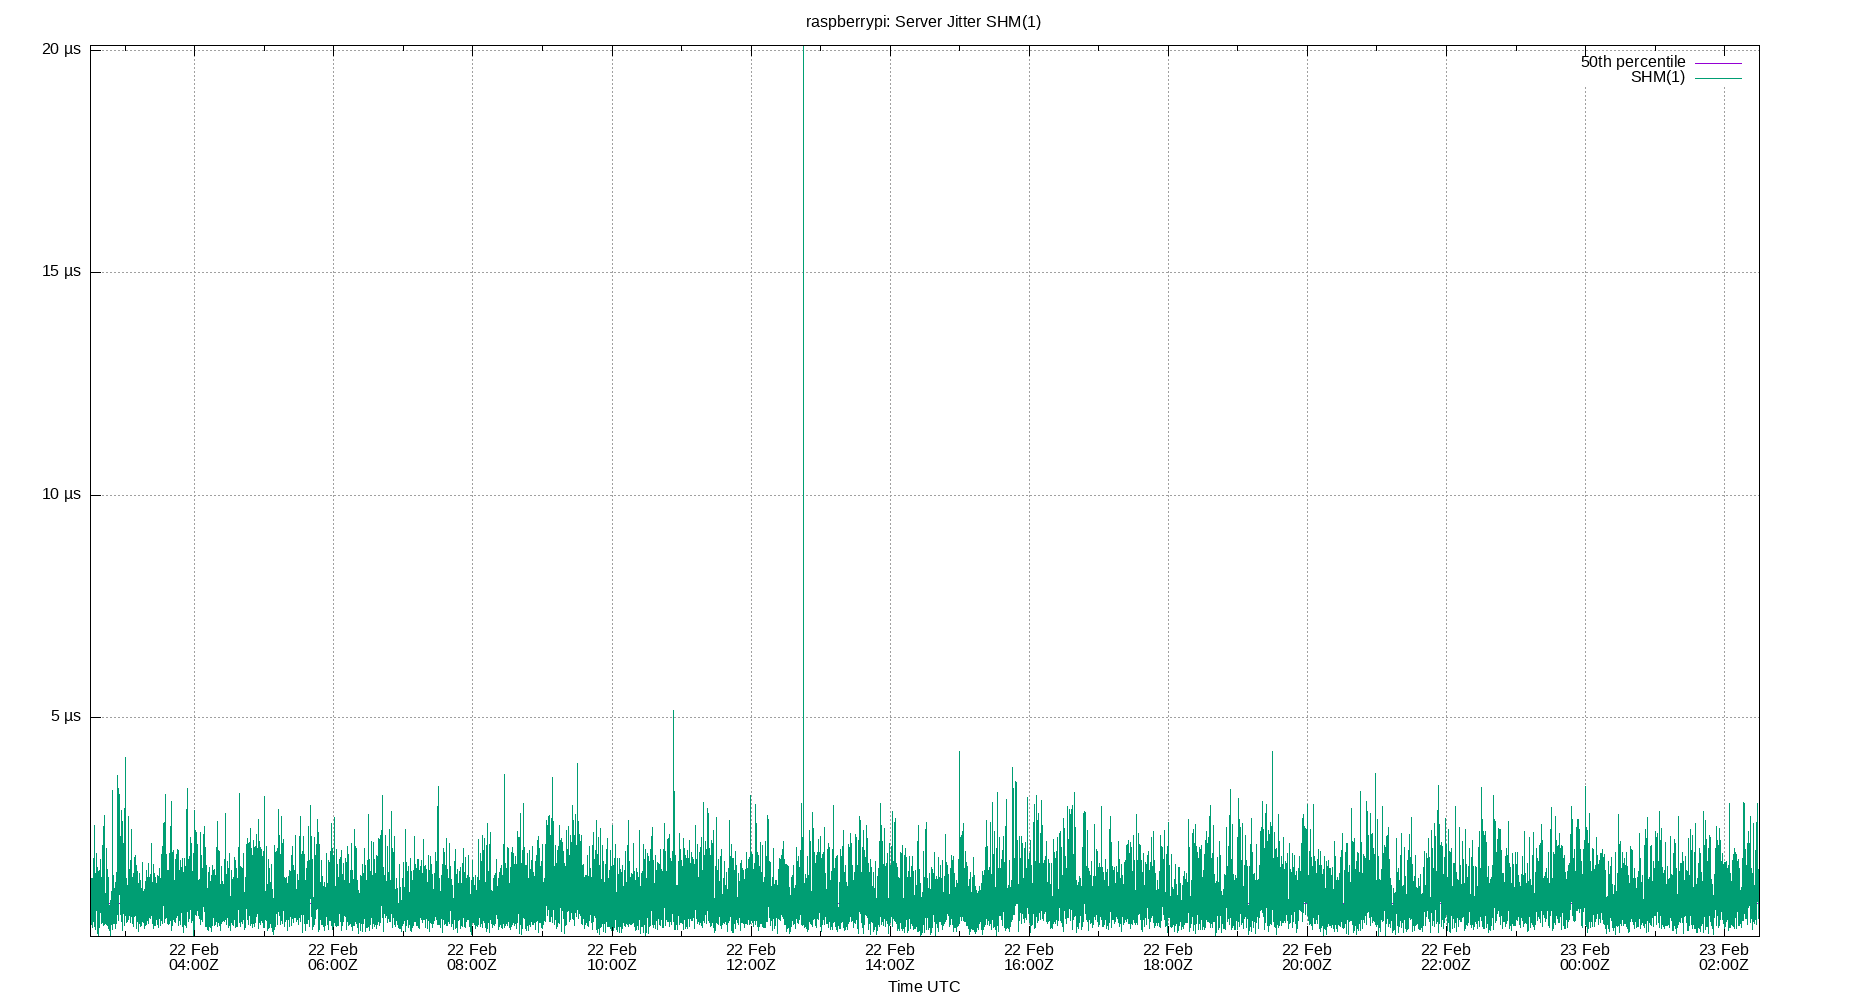 raspberrypi: Server Jitter SHM(1)
20 µs
15 µs
10 µs
5 µs
50th percentile
SHM(1)
22 Feb 22 Feb 22 Feb 22 Feb 22 Feb 22 Feb 22 Feb 22 Feb 22 Feb 22 Feb 23 Feb 23 Feb
04:00Z 06:00Z 08:00Z 10:00Z 12:00Z 14:00Z 16:00Z 18:00Z 20:00Z 22:00Z 00:00Z 02:00Z
Time UTC